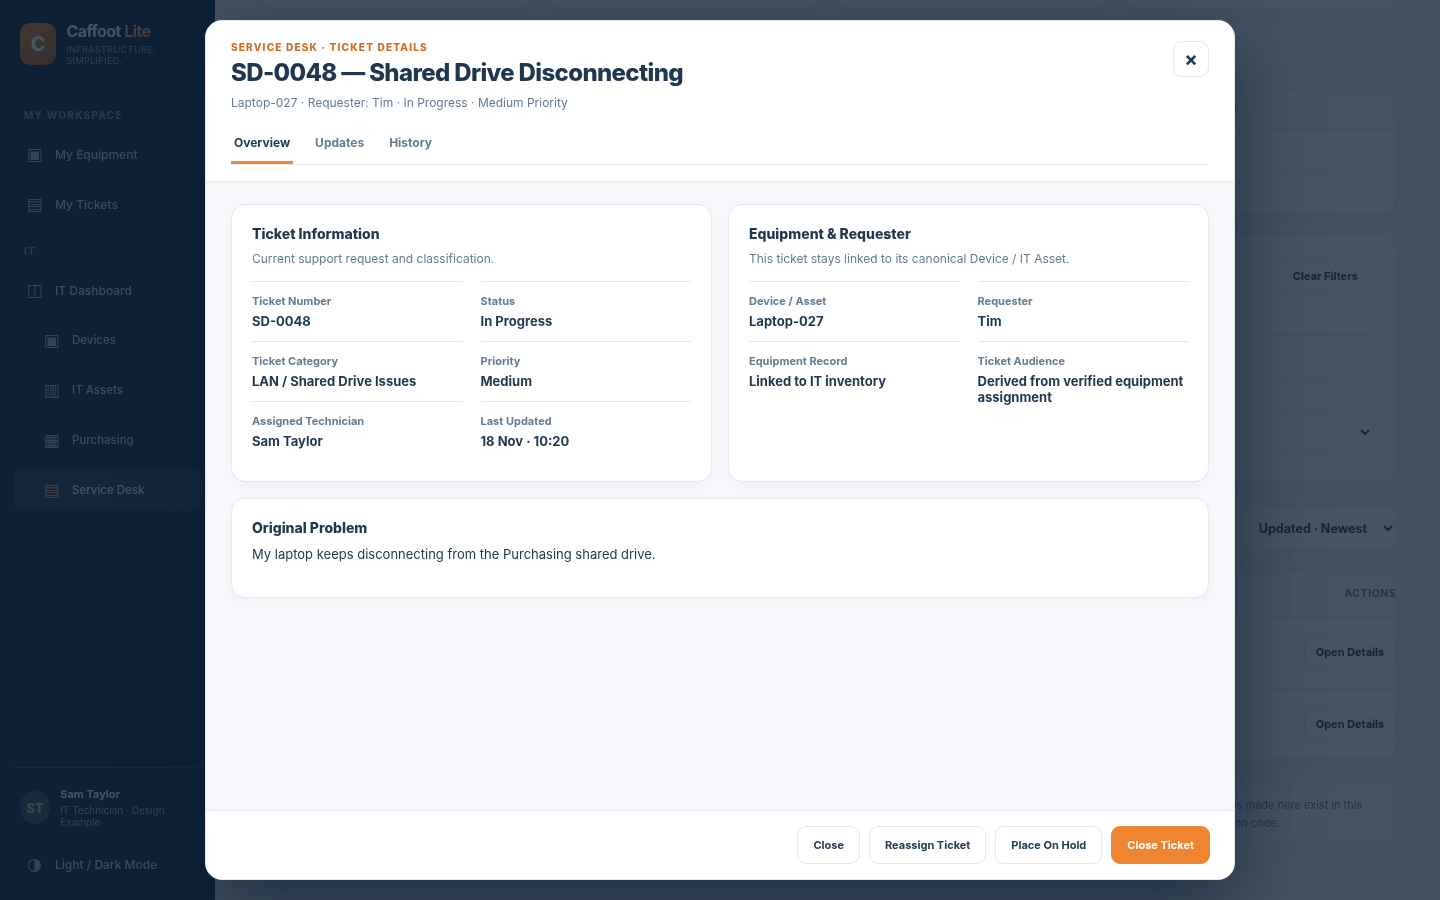 Caffoot Lite
INFRASTRUCTURE,
SIMPLIFIED.
MY WORKSPACE
My Equipment
My Tickets
IT
IT Dashboard
Devices
IT Assets
Purchasing
Service Desk
ST
Sam Taylor
IT Technician · Design
Example
Light / Dark Mode
SERVICE DESK · TICKET DETAILS
SD-0048 — Shared Drive Disconnecting
Laptop-027 · Requester: Tim · In Progress · Medium Priority
×
Overview Updates History
Ticket Information
Current support request and classification.
Ticket Number Status
SD-0048 In Progress
Ticket Category Priority
LAN / Shared Drive Issues Medium
Assigned Technician Last Updated
Sam Taylor 18 Nov · 10:20
Equipment & Requester
This ticket stays linked to its canonical Device / IT Asset.
Device / Asset Requester
Laptop-027 Tim
Equipment Record Ticket Audience
Linked to IT inventory Derived from verified equipment
assignment
Original Problem
My laptop keeps disconnecting from the Purchasing shared drive.
Close Reassign Ticket Place On Hold Close Ticket
Clear Filters
Updated · Newest
ACTIONS
Open Details
Open Details
made here exist in this
code.